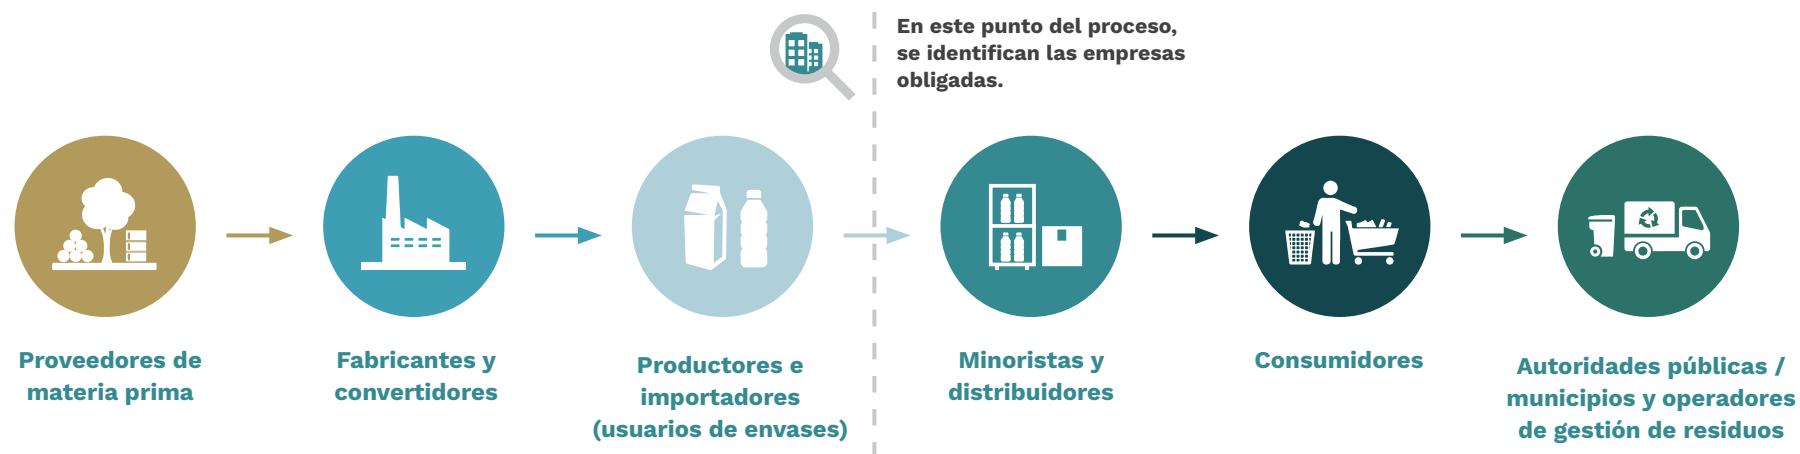 En este punto del proceso,
se identifican las empresas
obligadas.
Proveedores de
materia prima
Fabricantes y
convertidores
Productores e
importadores
(usuarios de envases)
Minoristas y
distribuidores
Consumidores
Autoridades públicas /
municipios y operadores
de gestión de residuos